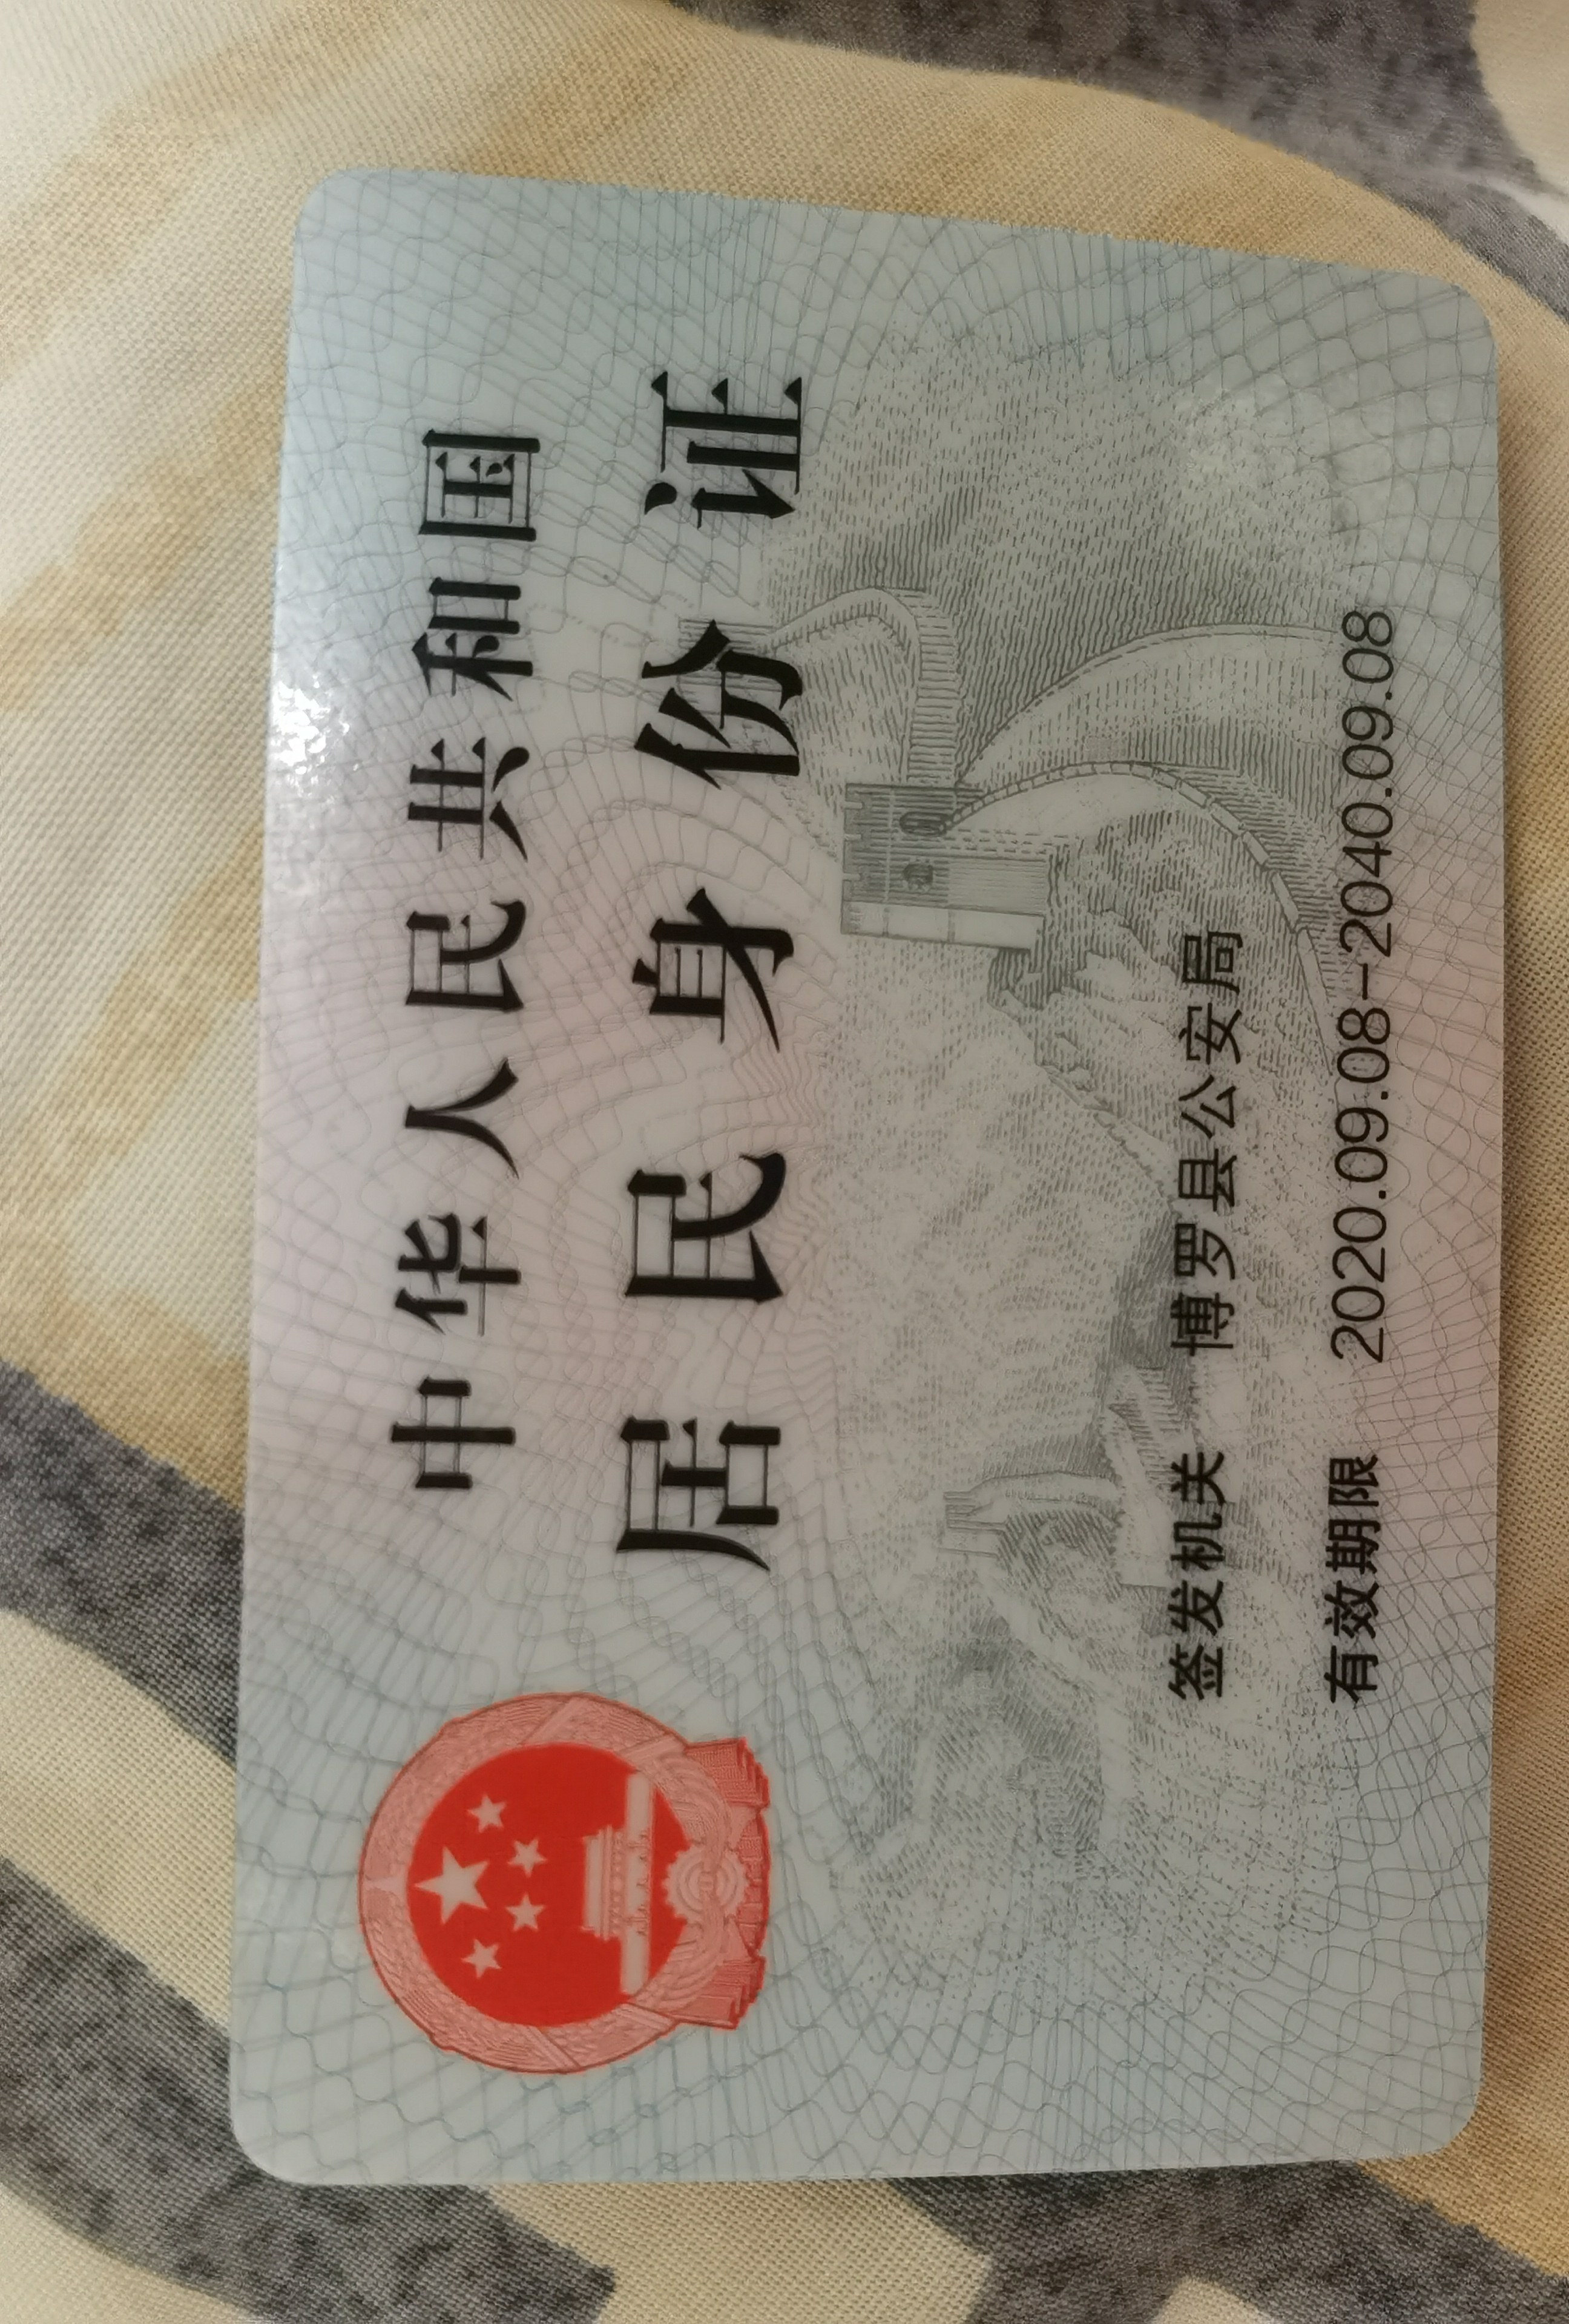 中华人民共和国
居民身份证
签发机关 博罗县公安局
有效期限 2020.09.08-2040.09.08